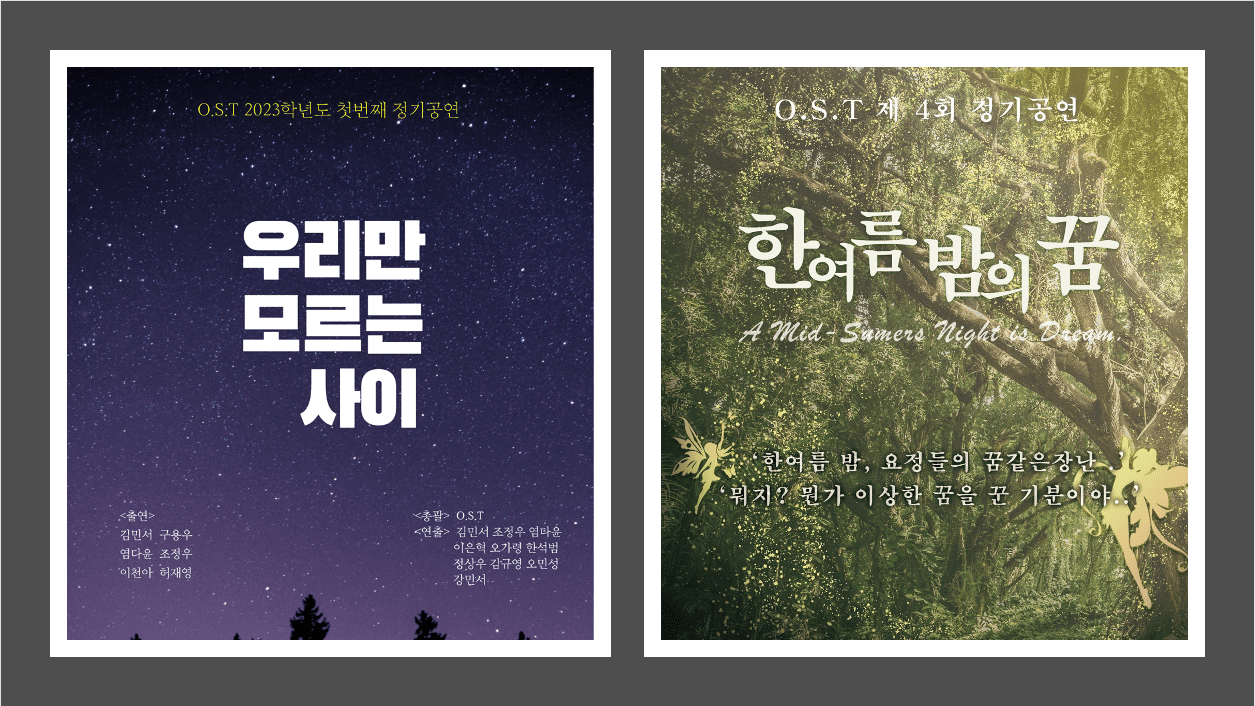 O.S.T 2023학년도 첫번째 정기공연
우리만
모르는
사이
<출연>
김민서 구용우
염다윤 조정우
이천아 허재영
<총괄> O.S.T
<연출> 김민서 조정우 염다윤
이은혁 오가령 한석범
정상우 김규영 오민성
강민서
O.S.T 제 4회 정기공연
한여름 밤의 꿈
A Mid-Sumers Night is Dream,
‘한여름 밤, 요정들의 꿈같은장난...’
‘뭐지? 뭔가 이상한 꿈을 꾼 기분이야..?’